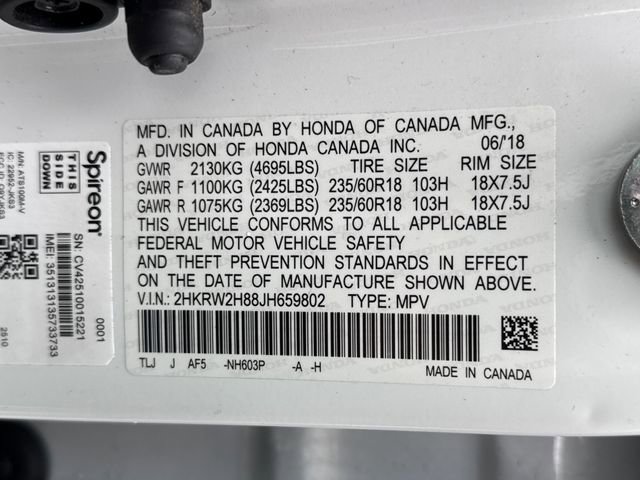 MFD. IN CANADA BY HONDA OF CANADA MFG.,
A DIVISION OF HONDA CANADA INC. 06/'18
GVWR 2130KG (4695LBS) TIRE SIZE RIM SIZE
GAWR F 1100KG (2425LBS) 235/60R18 103H 18X7.5J
GAWR R 1075KG (2369LBS) 235/60R18 103H 18X7.5J
THIS VEHICLE CONFORMS TO ALL APPLICABLE
FEDERAL MOTOR VEHICLE SAFETY
AND THEFT PREVENTION STANDARDS IN EFFECT
ON THE DATE OF MANUFACTURE SHOWN ABOVE.
V.I.N.: 2HKRW2H88JH659802 TYPE: MPV
TLJ J AF5 -NH603P -A -H
MADE IN CANADA
Spireon
THIS
SIDE
DOWN
M/N: AT5100M-V
SN: CV42510015221
IMEI: 351313135733733
0001
2510